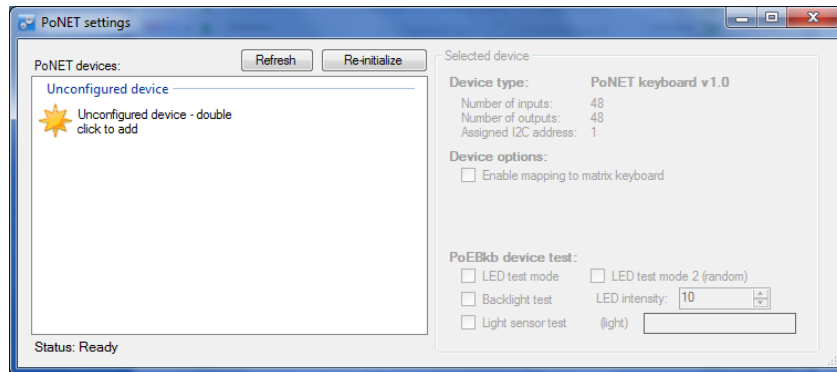 PoNET settings
PoNET devices:
Refresh
Re-initialize
Unconfigured device
Unconfigured device - double
click to add
Status: Ready
Selected device
Device type: PoNET keyboard v1.0
Number of inputs: 48
Number of outputs: 48
Assigned I2C address: 1
Device options:
Enable mapping to matrix keyboard
PoEBkb device test:
LED test mode
LED test mode 2 (random)
Backlight test
LED intensity: 10
Light sensor test
(light)